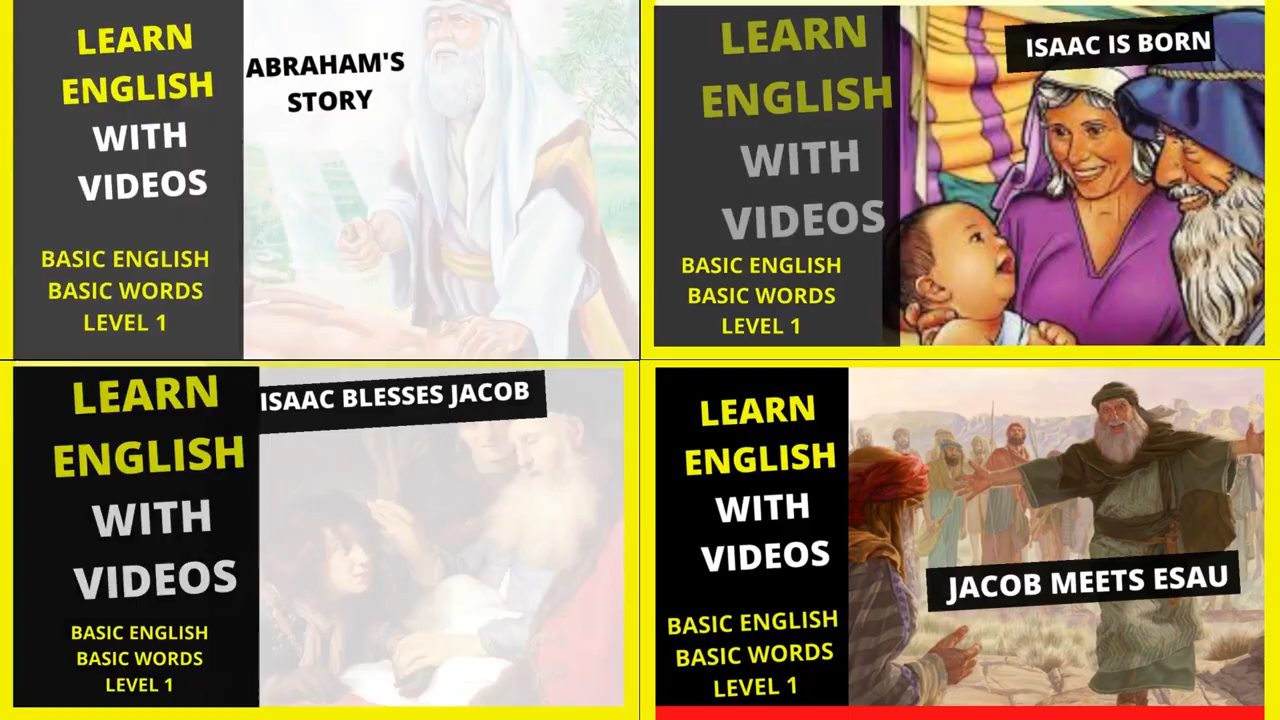 LEARN
ENGLISH
WITH
VIDEOS
BASIC ENGLISH
BASIC WORDS
LEVEL 1
ABRAHAM'S
STORY
LEARN
ENGLISH
WITH
VIDEOS
BASIC ENGLISH
BASIC WORDS
LEVEL 1
ISAAC IS BORN
LEARN
ENGLISH
WITH
VIDEOS
BASIC ENGLISH
BASIC WORDS
LEVEL 1
ISAAC BLESSES JACOB
LEARN
ENGLISH
WITH
VIDEOS
BASIC ENGLISH
BASIC WORDS
LEVEL 1
JACOB MEETS ESAU